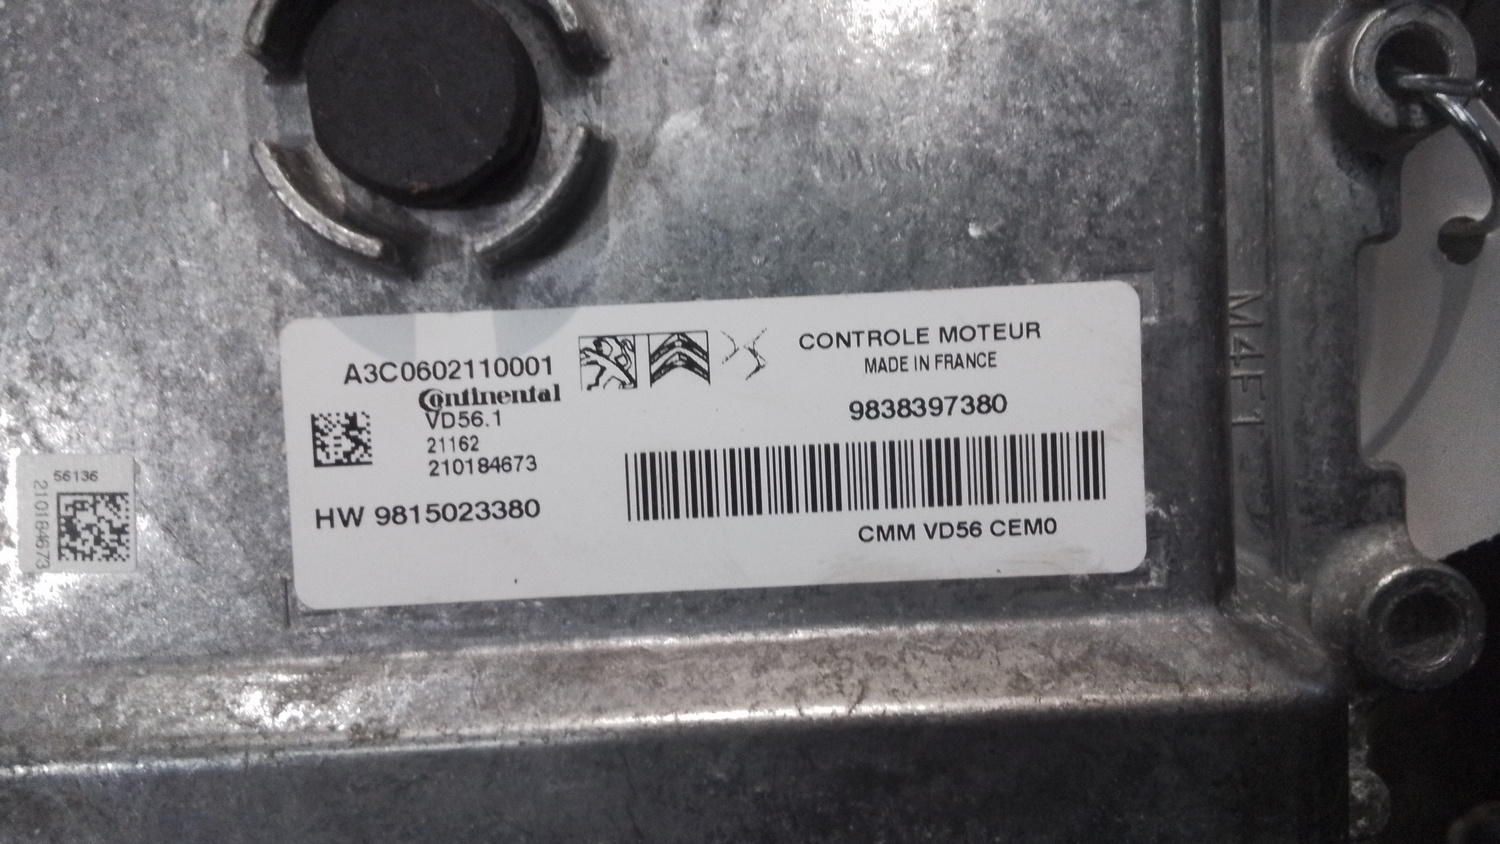 A3C0602110001
Continental
VD56.1
21162
210184673
HW 9815023380
CONTROLE MOTEUR
MADE IN FRANCE
9838397380
CMM VD56 CEM0
56136
210184673